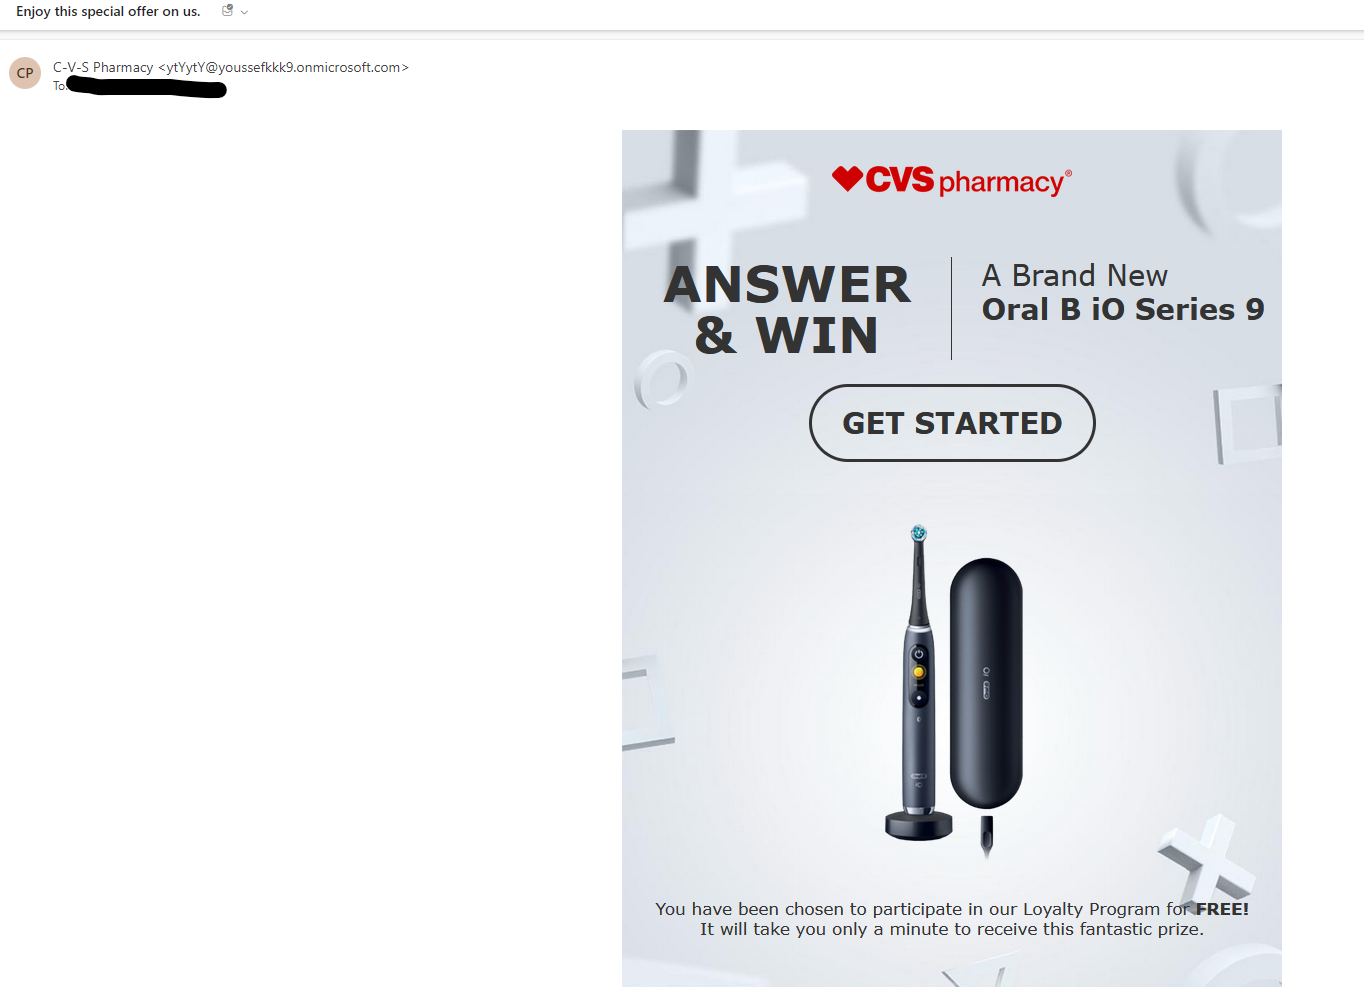 Enjoy this special offer on us.
CP
C-V-S Pharmacy <ytYytY@youssefkkk9.onmicrosoft.com>
To:
CVS pharmacy®
ANSWER
& WIN
A Brand New
Oral B iO Series 9
GET STARTED
You have been chosen to participate in our Loyalty Program for FREE!
It will take you only a minute to receive this fantastic prize.